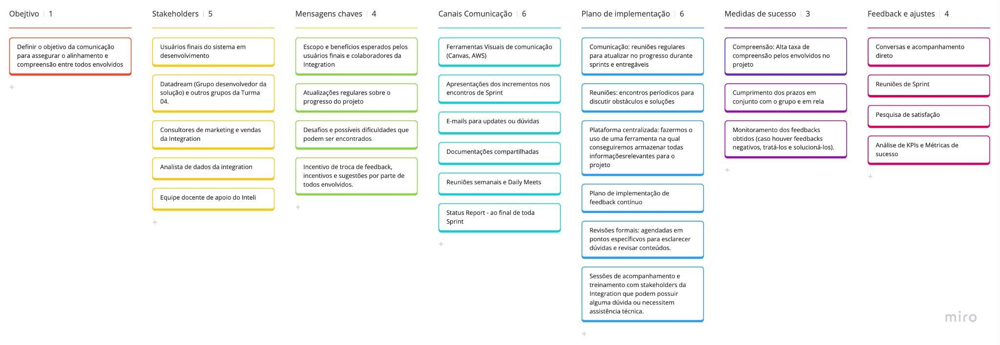 Obejtivo | 1
Definir o objetivo da comunicação
para assegurar o alinhamento e
compreensão entre todos envolvidos
+
Stakeholders | 5
Usuários finais do sistema em
desenvolvimento
Datadream (Grupo desenvolvedor da
solução) e outros grupos da Turma
04.
Consultores de marketing e vendas
da Integration
Analista de dados da integration
Equipe docente de apoio do Inteli
+
Mensagens chaves | 4
Escopo e benefícios esperados pelos
usuários finais e colaboradores da
Integration
Atualizações regulares sobre o
progresso do projeto
Desafios e possíveis dificuldades que
podem ser encontrados
Incentivo de troca de feedback,
incentivos e sugestões por parte de
todos envolvidos.
+
Canais Comunicação | 6
Ferramentas Visuais de comunicação
(Canvas, AWS)
Apresentações dos incrementos nos
encontros de Sprint
E-mails para updates ou dúvidas
Documentações compartilhadas
Reuniões semanais e Daily Meets
Status Report - ao final de toda
Sprint
+
Plano de implementação | 6
Comunicação: reuniões regulares
para atualizar no progresso durante
sprints e entregáveis
Reuniões: encontros períodicos para
discutir obstáculos e soluções
Plataforma centralizada: fazermos o
uso de uma ferramenta na qual
conseguiremos armazenar todas
informaçõesrelevantes para o
projeto
Plano de implementação de
feedback contínuo
Revisões formais: agendadas em
pontos específicvos para esclarecer
dúvidas e revisar conteúdos.
Sessões de acompanhamento e
treinamento com stakeholders da
Integration que podem possuir
alguma dúvida ou necessitem
assistência técnica.
+
Medidas de sucesso | 3
Compreensão: Alta taxa de
compreensão pelos envolvidos no
projeto
Cumprimento dos prazos em
conjunto com o grupo e em rela
Monitoramento dos feedbacks
obtidos (caso houver feedbacks
negativos, tratá-los e solucioná-los).
+
Feedback e ajustes | 4
Conversas e acompanhamento
direto
Reuniões de Sprint
Pesquisa de satisfação
Análise de KPIs e Métricas de
sucesso
+
miro